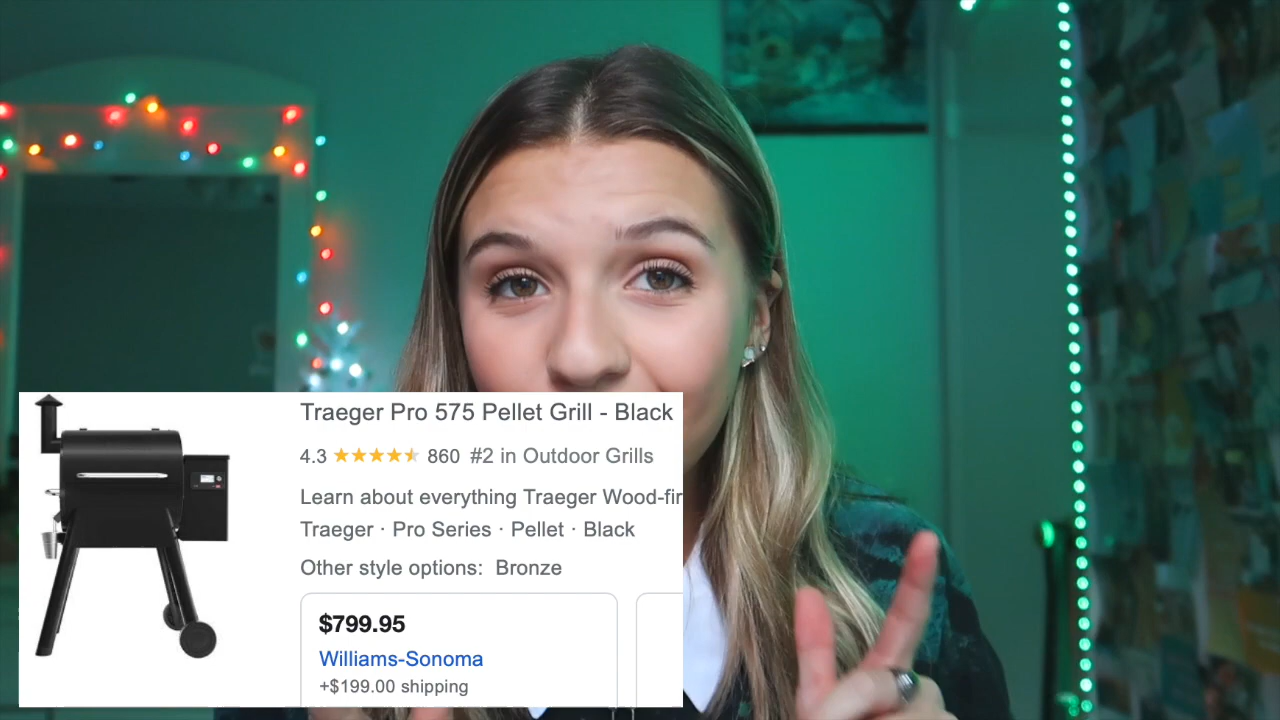 Traeger Pro 575 Pellet Grill - Black
4.3 860 #2 in Outdoor Grills
Learn about everything Traeger Wood-fir
Traeger · Pro Series · Pellet · Black
Other style options: Bronze
$799.95
Williams-Sonoma
+$199.00 shipping